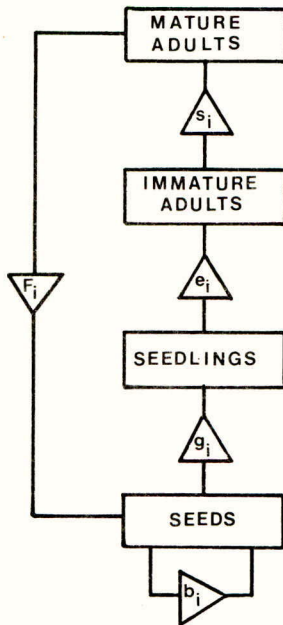 MATURE
ADULTS
s_i
IMMATURE
ADULTS
e_i
F_i
SEEDLINGS
g_i
SEEDS
b_i